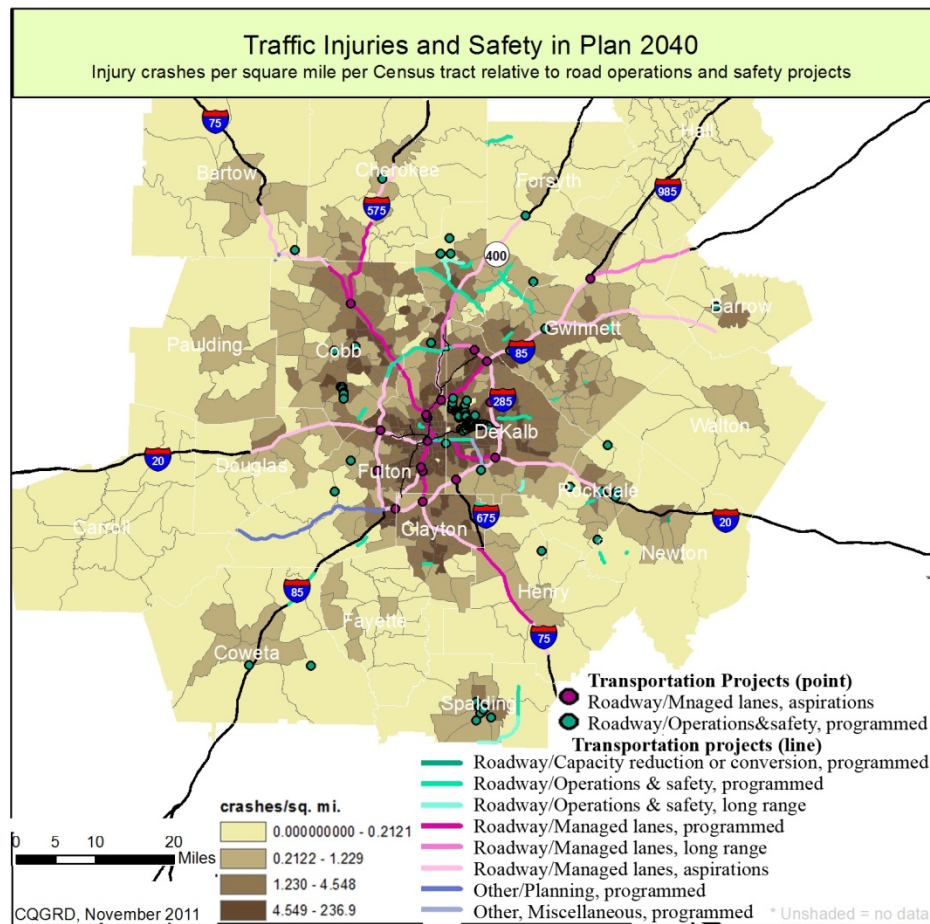 Traffic Injuries and Safety in Plan 2040
Injury crashes per square mile per Census tract relative to road operations and safety projects
75
Hall
Bartow
Cherokee
Forsyth
985
575
400
Barrow
Gwinnett
Paulding
Cobb
85
285
Walton
DeKalb
20
Douglas
Fulton
Rockdale
Carroll
Clayton
675
20
Newton
85
Henry
Fayette
75
Coweta
Spalding
Transportation Projects (point)
Roadway/Mnaged lanes, aspirations
Roadway/Operations&safety, programmed
Transportation projects (line)
Roadway/Capacity reduction or conversion, programmed
Roadway/Operations & safety, programmed
Roadway/Operations & safety, long range
Roadway/Managed lanes, programmed
Roadway/Managed lanes, long range
Roadway/Managed lanes, aspirations
Other/Planning, programmed
Other, Miscellaneous, programmed
crashes/sq. mi.
0.000000000 - 0.2121
0.2122 - 1.229
1.230 - 4.548
4.549 - 236.9
0 5 10 20
Miles
CQGRD, November 2011
* Unshaded = no data